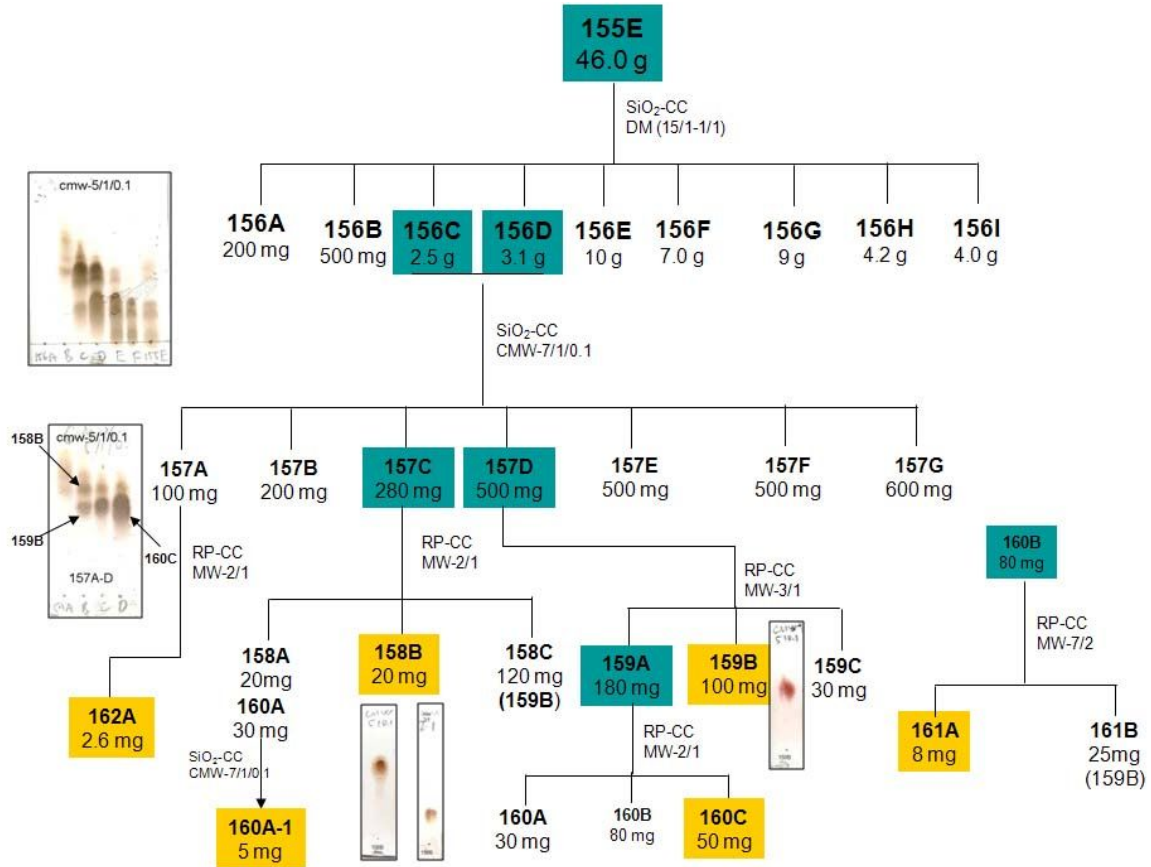 155E
46.0 g
SiO2-CC
DM (15/1-1/1)
cmw-5/1/0.1
156A
200 mg
156B
500 mg
156C
2.5 g
156D
3.1 g
156E
10 g
156F
7.0 g
156G
9 g
156H
4.2 g
156I
4.0 g
SiO2-CC
CMW-7/1/0.1
B C D E F 155E
cmw-5/1/0.1
158B
159B
160C
157A-D
A B C D
157A
100 mg
157B
200 mg
157C
280 mg
157D
500 mg
157E
500 mg
157F
500 mg
157G
600 mg
RP-CC
MW-2/1
RP-CC
MW-2/1
RP-CC
MW-3/1
160B
80 mg
RP-CC
MW-7/2
158A
20mg
160A
30 mg
158B
20 mg
158C
120 mg
(159B)
159A
180 mg
159B
100 mg
159C
30 mg
162A
2.6 mg
SiO2-CC
CMW-7/1/0.1
160A-1
5 mg
RP-CC
MW-2/1
160A
30 mg
160B
80 mg
160C
50 mg
161A
8 mg
161B
25mg
(159B)